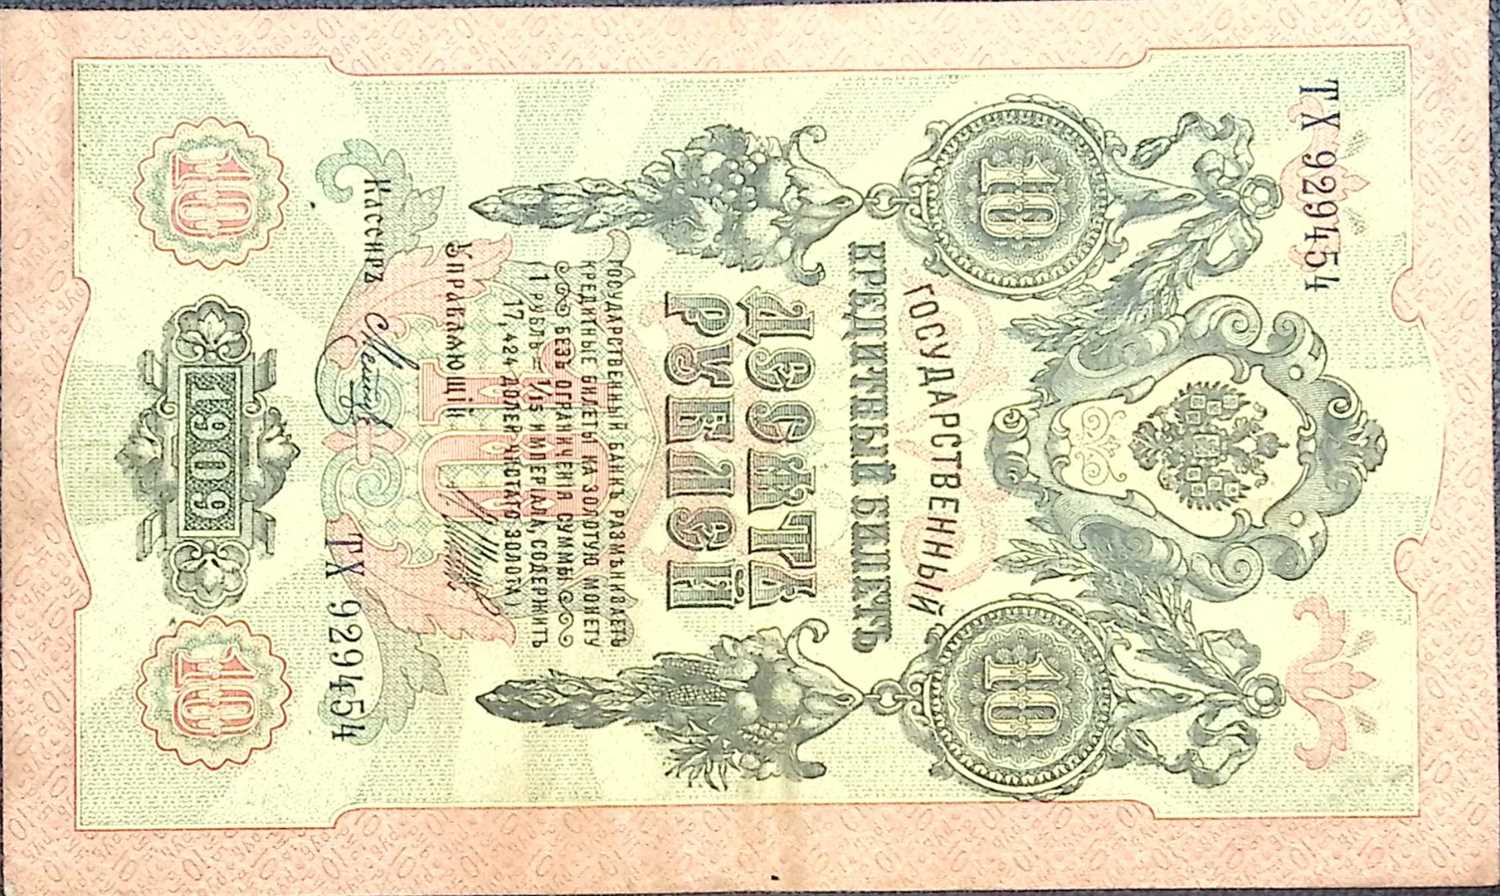 ТХ 929454
ГОСУДАРСТВЕННЫЙ
КРЕДИТНЫЙ БИЛЕТЪ
10 10
ДЕСЯТЬ
РУБЛЕЙ
ГОСУДАРСТВЕННЫЙ БАНКЪ РАЗМѢНИВАЕТЪ
КРЕДИТНЫЕ БИЛЕТЫ НА ЗОЛОТУЮ МОНЕТУ
БЕЗЪ ОГРАНИЧЕНІЯ СУММЫ
(1 РУБЛЬ = 1/15 ИМПЕРІАЛА, СОДЕРЖИТЪ
17,424 ДОЛЕЙ ЧИСТАГО ЗОЛОТА).
10
Управляющій
Кассиръ
ТХ 929454
10 1909 10